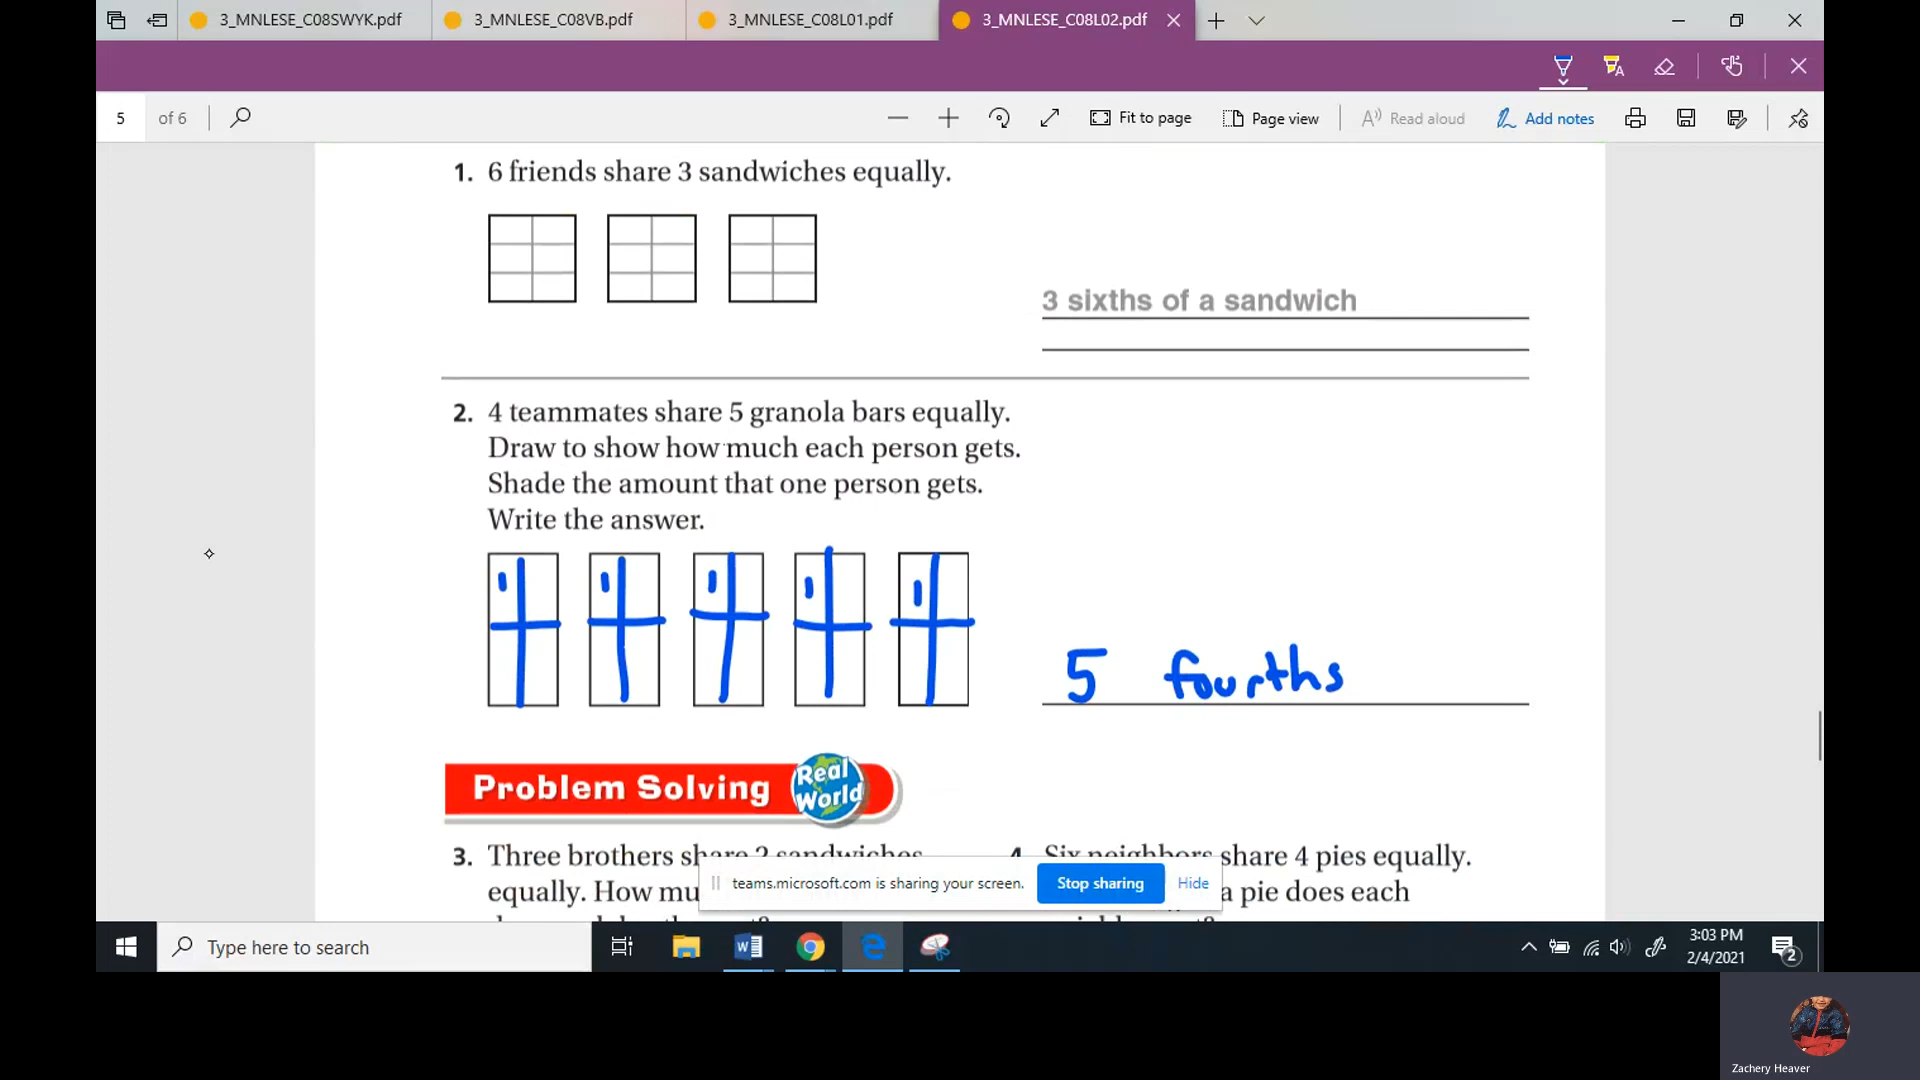 3_MNLESE_C08SWYK.pdf 3_MNLESE_C08VB.pdf 3_MNLESE_C08L01.pdf 3_MNLESE_C08L02.pdf
5 of 6 Fit to page Page view Read aloud Add notes
1. 6 friends share 3 sandwiches equally.
3 sixths of a sandwich
2. 4 teammates share 5 granola bars equally.
Draw to show how much each person gets.
Shade the amount that one person gets.
Write the answer.
5 fourths
Problem Solving Real World
3. Three brothers share 2 sandwiches
equally. How mu
4. Six neighbors share 4 pies equally.
a pie does each
teams.microsoft.com is sharing your screen. Stop sharing Hide
Type here to search
3:03 PM
2/4/2021
2
Zachery Heaver